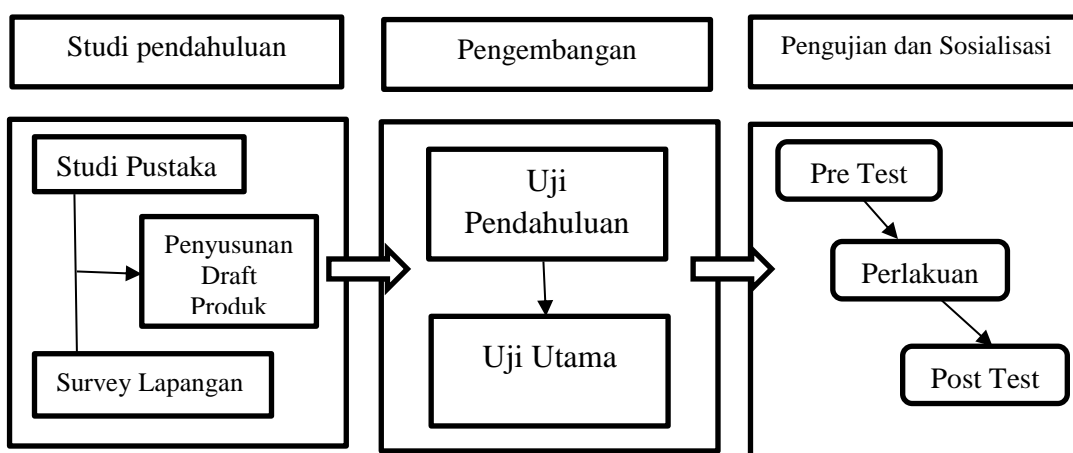 Studi pendahuluan
Pengembangan
Pengujian dan Sosialisasi
Studi Pustaka
Penyusunan
Draft
Produk
Survey Lapangan
Uji
Pendahuluan
Uji Utama
Pre Test
Perlakuan
Post Test